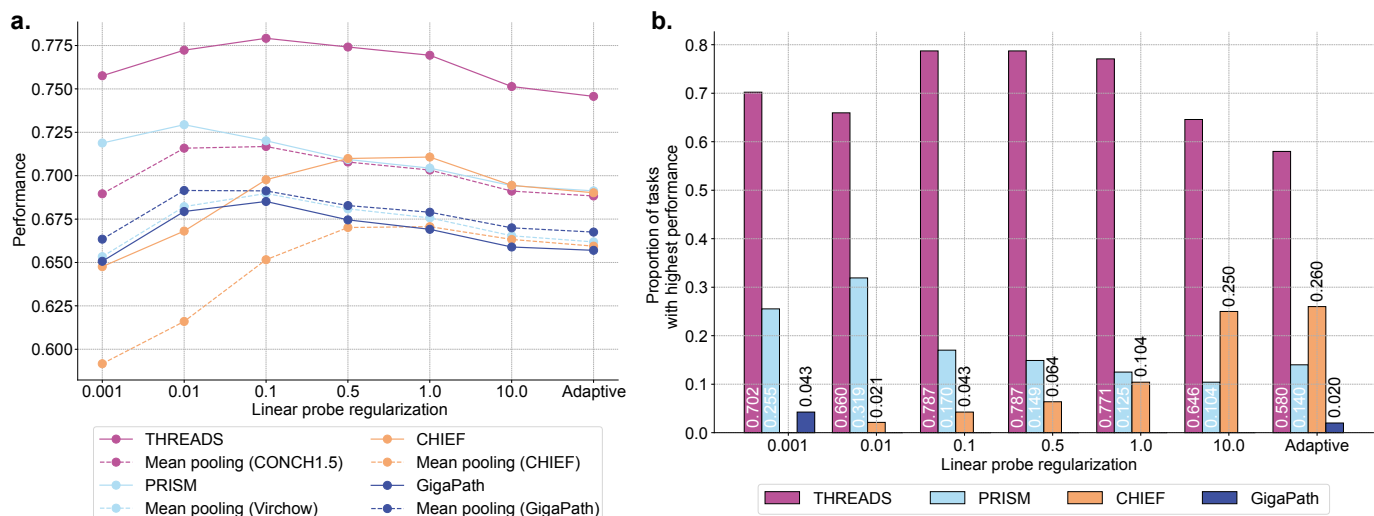 a.
Performance
0.775
0.750
0.725
0.700
0.675
0.650
0.625
0.600
0.001 0.01 0.1 0.5 1.0 10.0 Adaptive
Linear probe regularization
THREADS
Mean pooling (CONCH1.5)
PRISM
Mean pooling (Virchow)
CHIEF
Mean pooling (CHIEF)
GigaPath
Mean pooling (GigaPath)
b.
Proportion of tasks
with highest performance
0.8
0.7
0.6
0.5
0.4
0.3
0.2
0.1
0.0
0.702 0.255 0.043
0.660 0.319 0.021
0.787 0.170 0.043
0.787 0.149 0.064
0.771 0.125 0.104
0.646 0.104 0.250
0.580 0.140 0.260 0.020
0.001 0.01 0.1 0.5 1.0 10.0 Adaptive
Linear probe regularization
THREADS PRISM CHIEF GigaPath